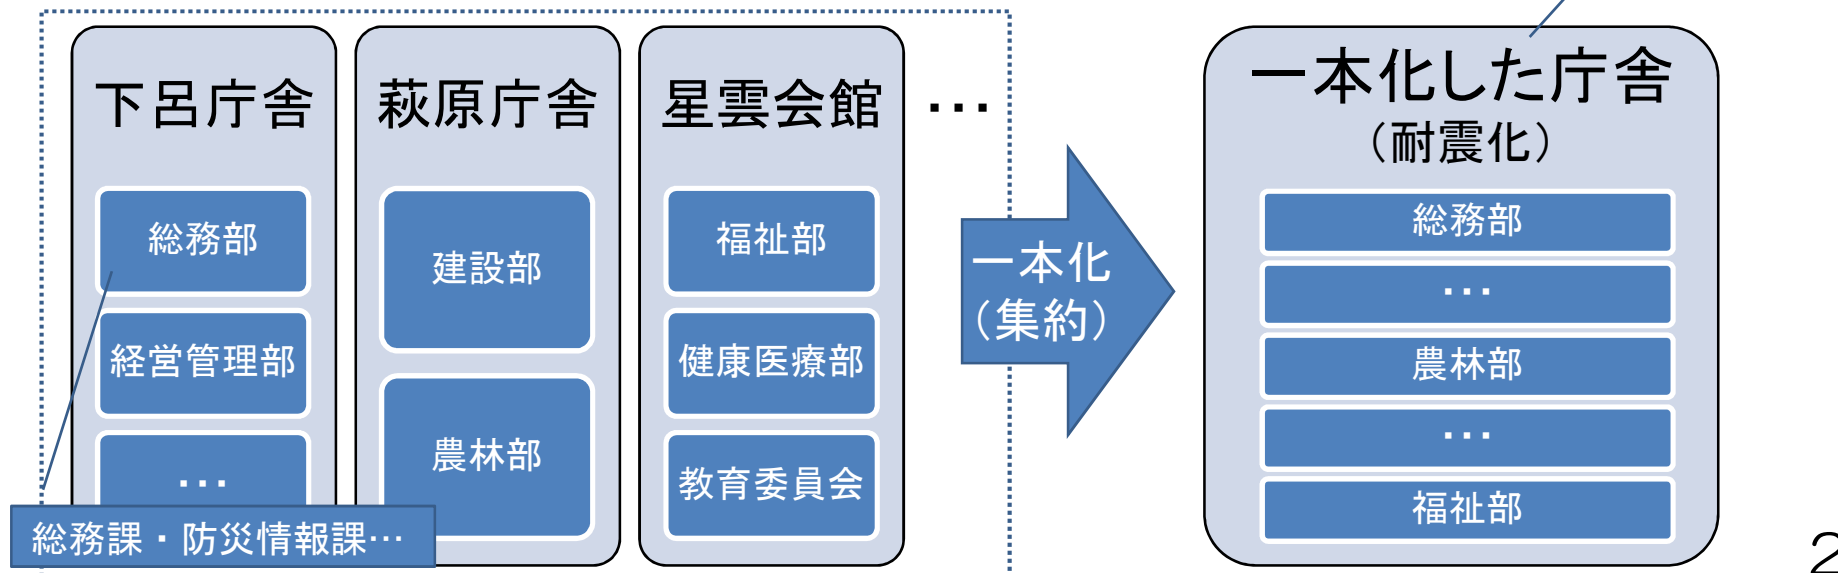 下呂庁舎
総務部
経営管理部
…
総務課・防災情報課…
萩原庁舎
建設部
農林部
星雲会館
福祉部
健康医療部
教育委員会
…
一本化
（集約）
一本化した庁舎
（耐震化）
総務部
…
農林部
…
福祉部
2